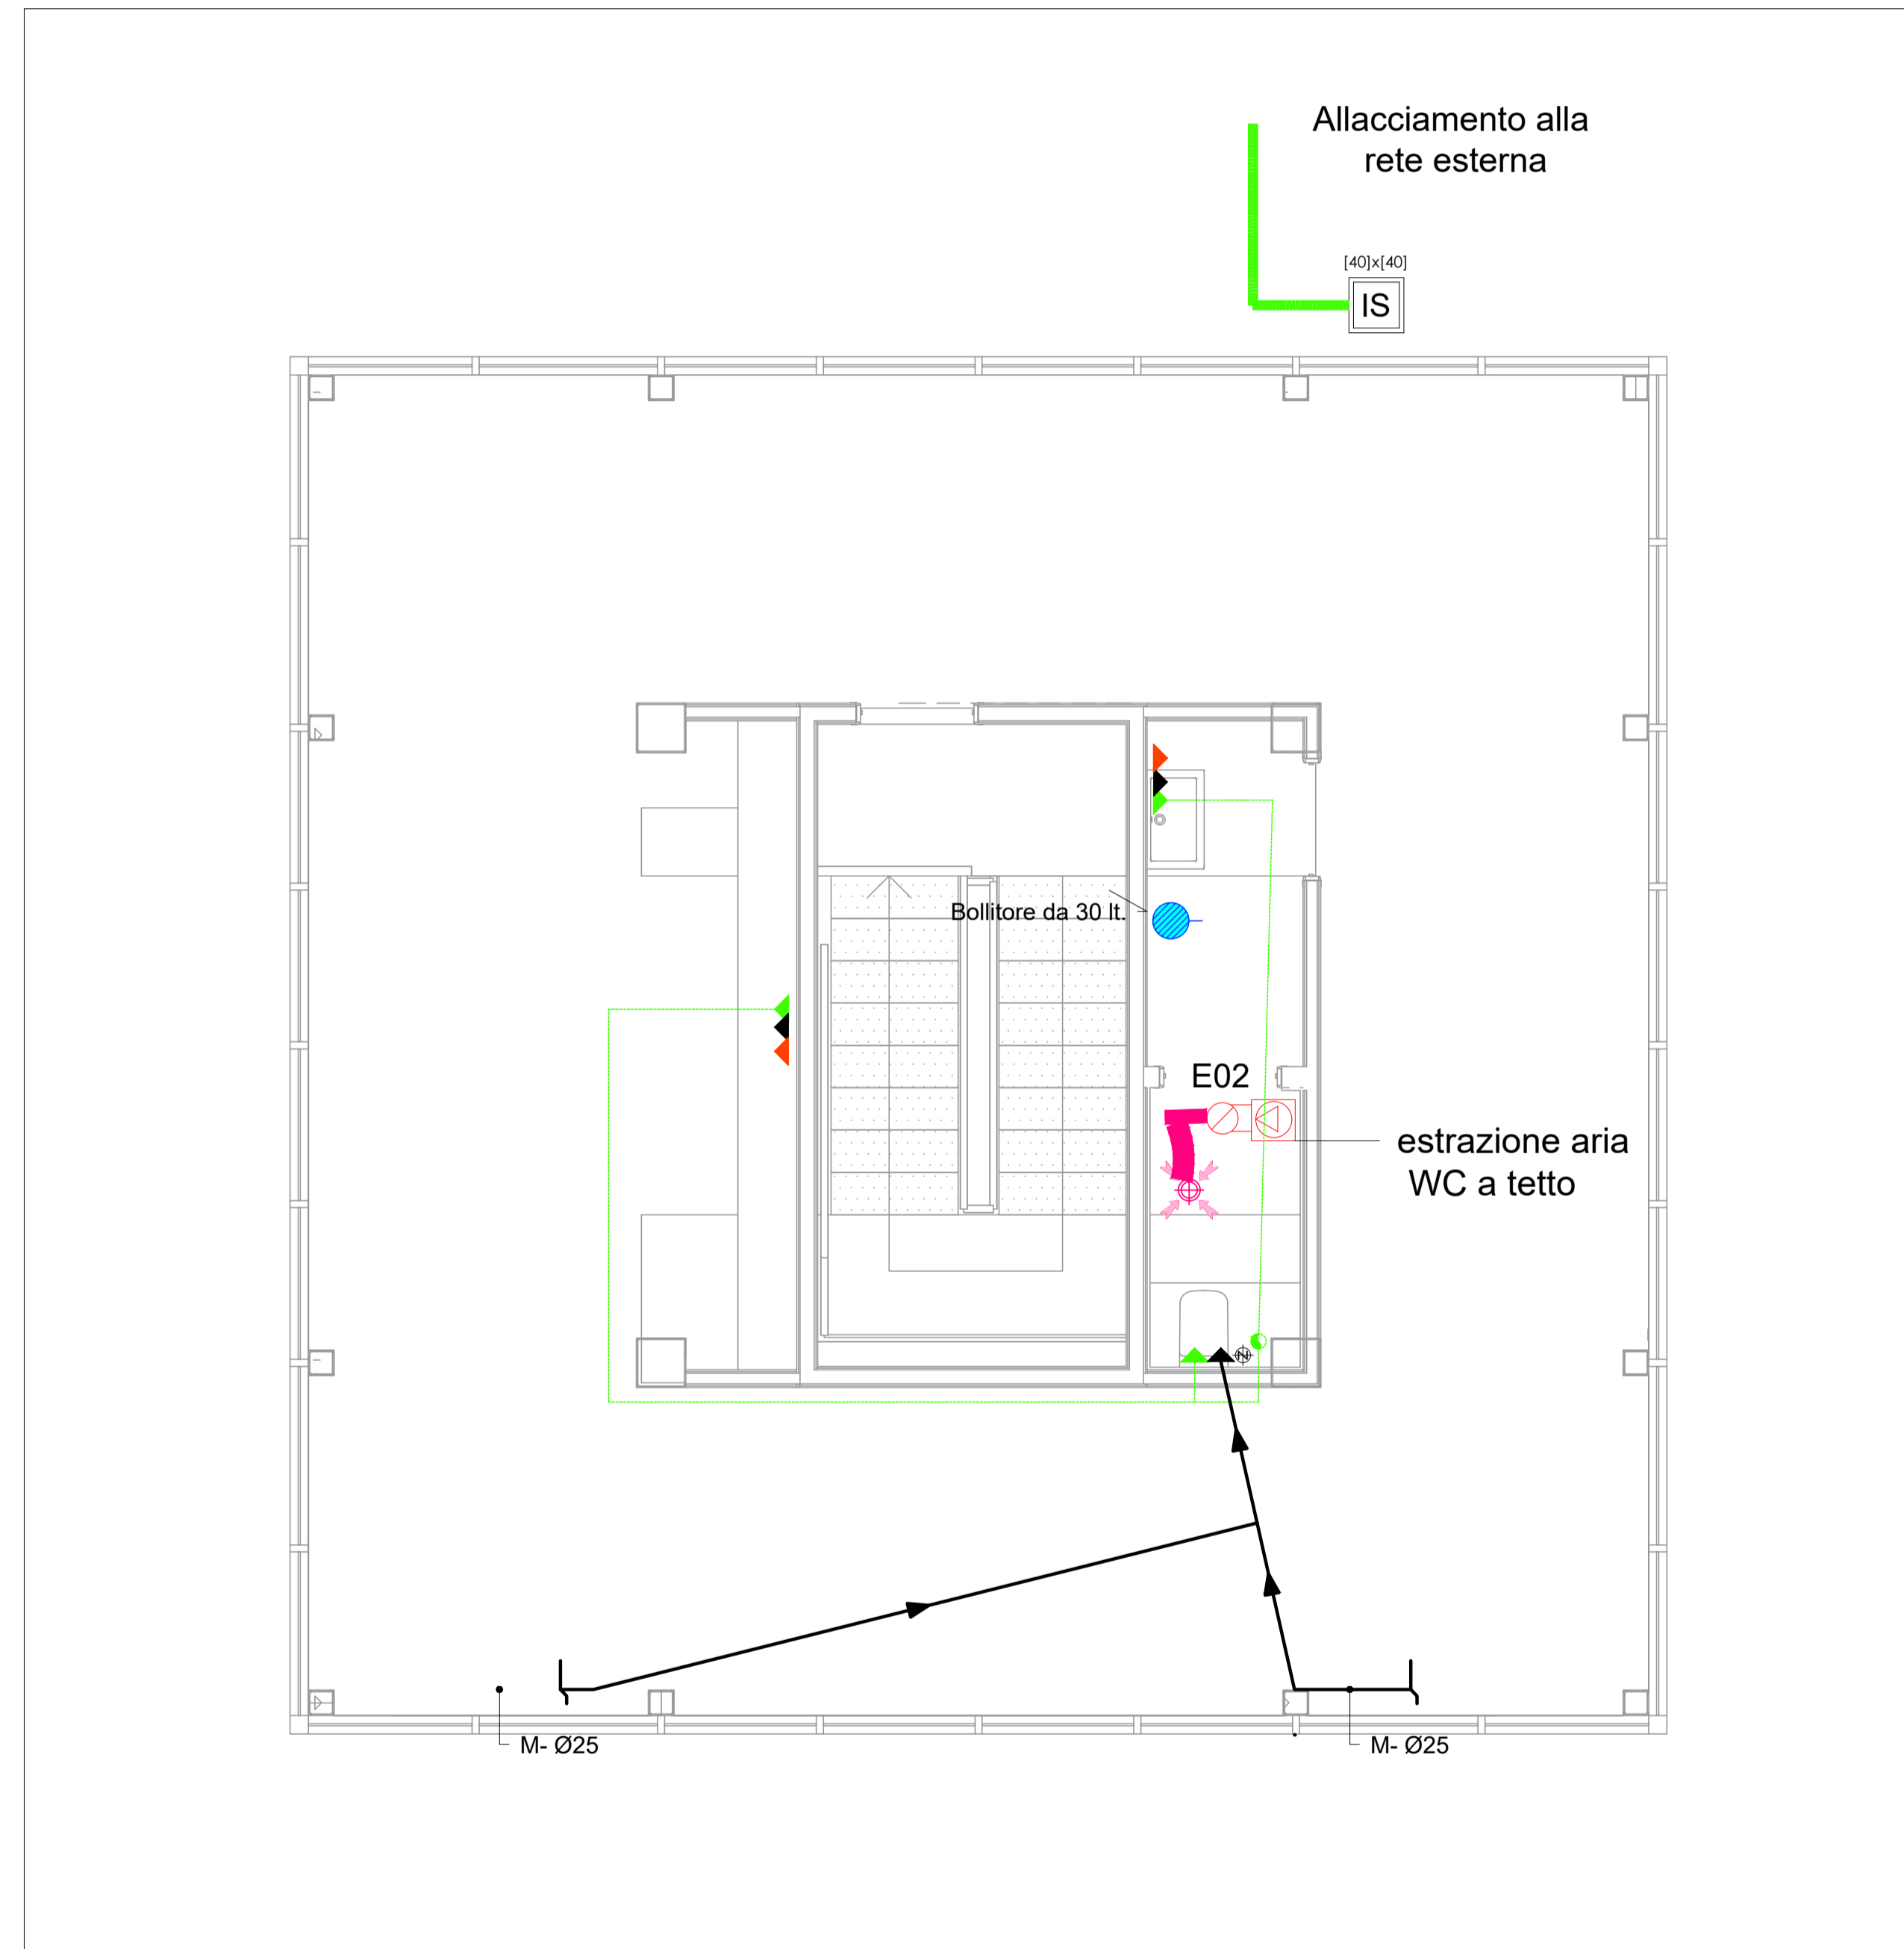 Allacciamento alla
rete esterna
[40]x[40]
IS
Bollitore da 30 lt.
E02
estrazione aria
WC a tetto
N
M- Ø25
M- Ø25